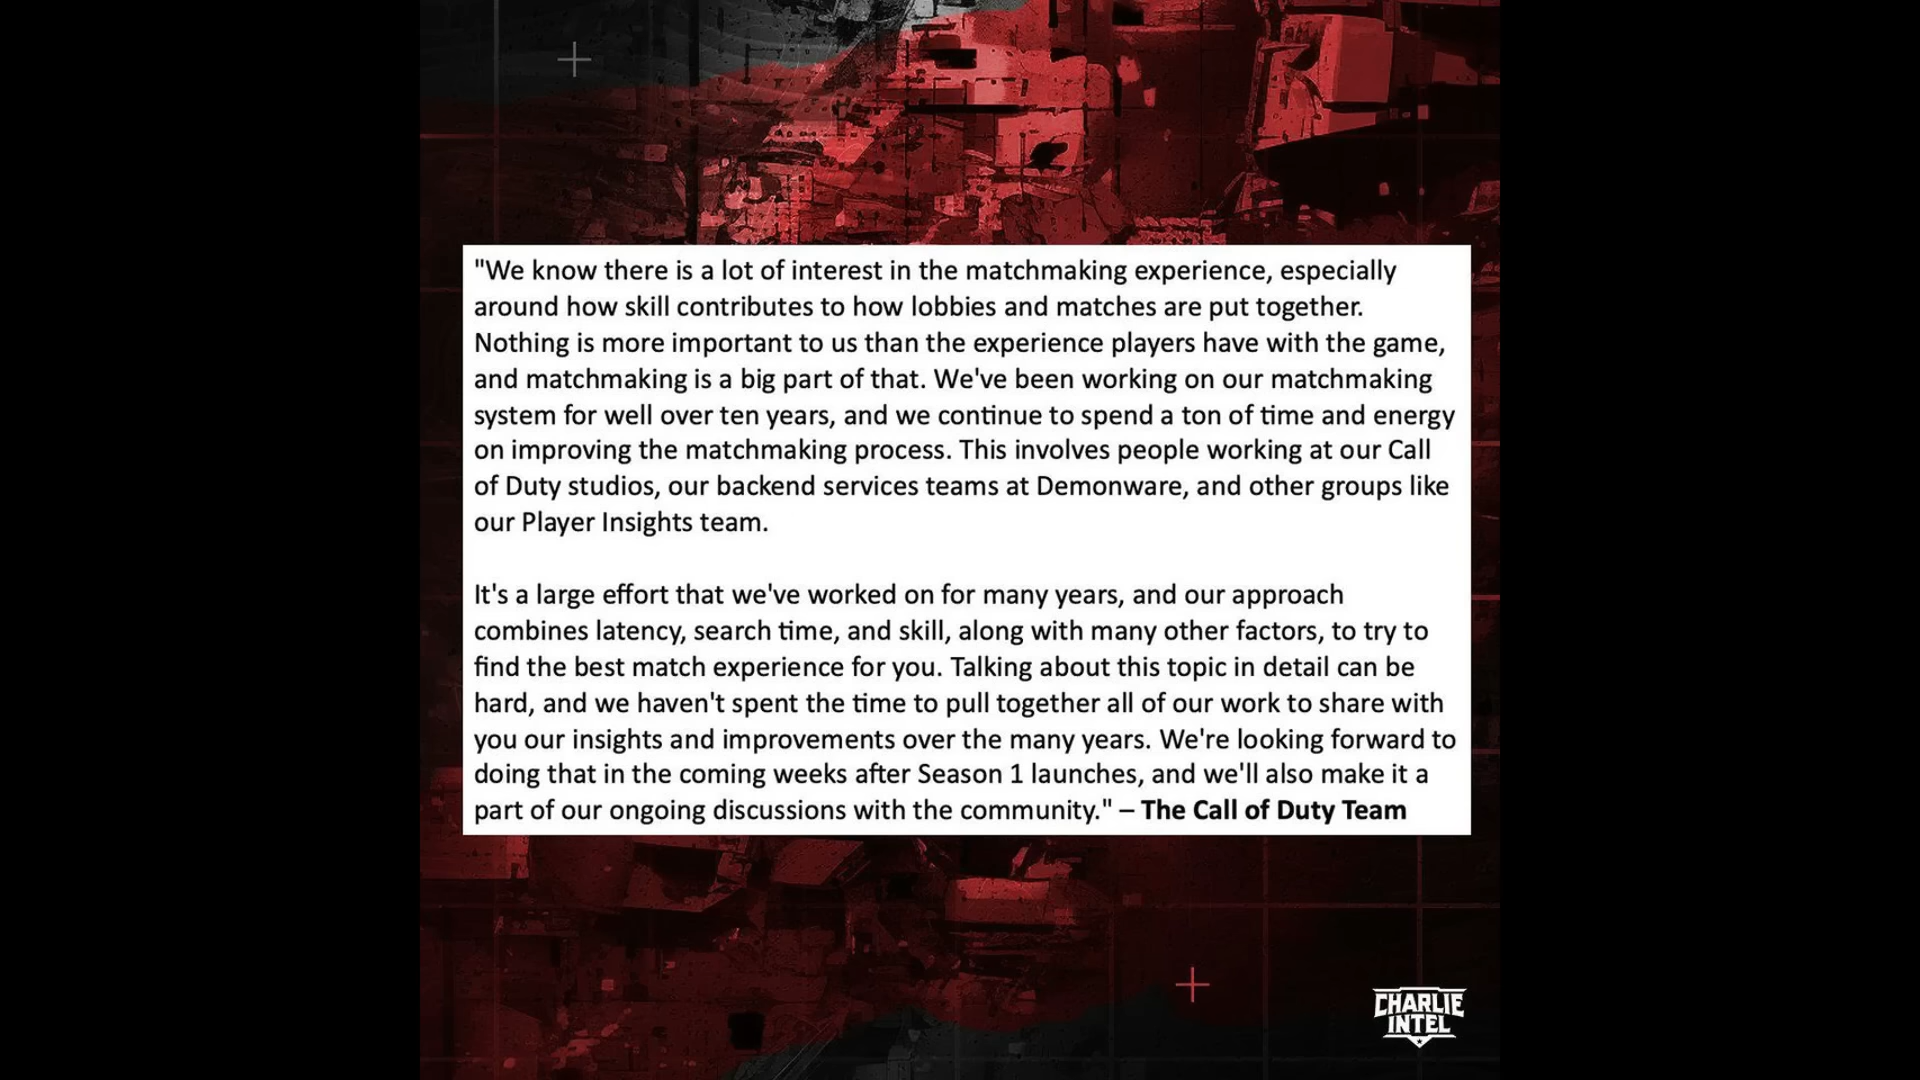 "We know there is a lot of interest in the matchmaking experience, especially
around how skill contributes to how lobbies and matches are put together.
Nothing is more important to us than the experience players have with the game,
and matchmaking is a big part of that. We've been working on our matchmaking
system for well over ten years, and we continue to spend a ton of time and energy
on improving the matchmaking process. This involves people working at our Call
of Duty studios, our backend services teams at Demonware, and other groups like
our Player Insights team.
It's a large effort that we've worked on for many years, and our approach
combines latency, search time, and skill, along with many other factors, to try to
find the best match experience for you. Talking about this topic in detail can be
hard, and we haven't spent the time to pull together all of our work to share with
you our insights and improvements over the many years. We're looking forward to
doing that in the coming weeks after Season 1 launches, and we'll also make it a
part of our ongoing discussions with the community." – The Call of Duty Team
CHARLIE
INTEL